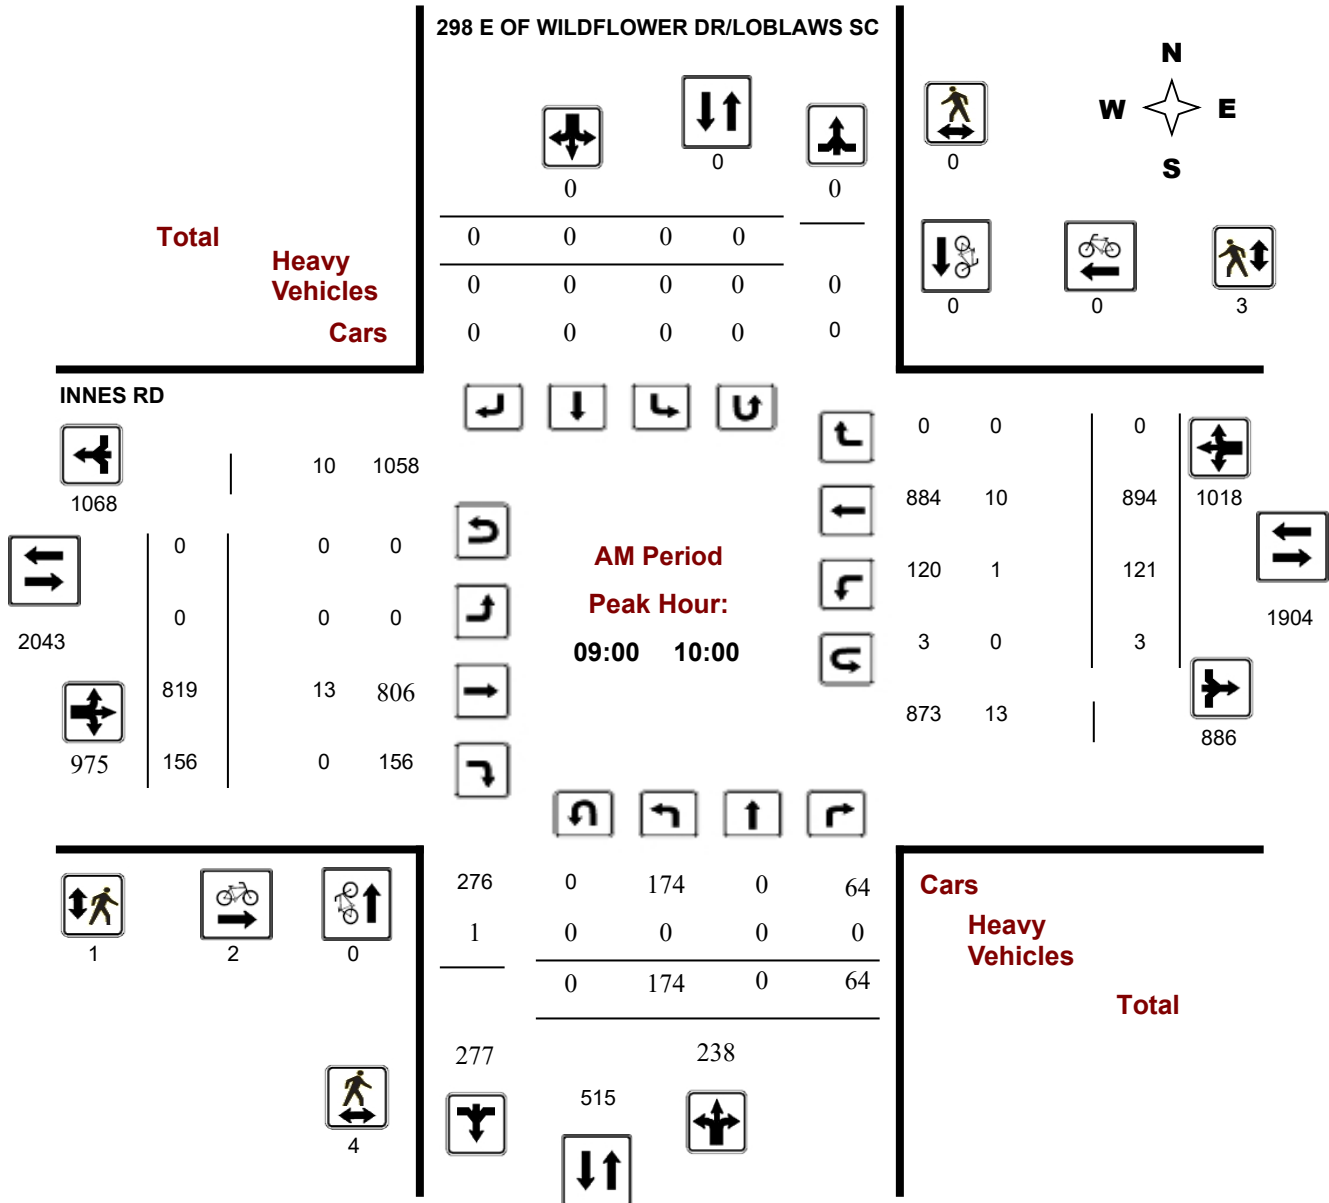 298 E OF WILDFLOWER DR/LOBLAWS SC
N
W E
S
0
0
0 0
0
Total
0 0 0 0
Heavy
Vehicles
0 0 0 0 0
Cars
0 0 0 0 0
0 0 3
INNES RD
1068
10 1058
0 0 0
2043
0 0 0
819 13 806
975
156 0 156
AM Period
Peak Hour:
09:00 10:00
0 0 0
884 10 894 1018
120 1 121
1904
3 0 3
873 13
886
1 2 0
4
276 0 174 0 64
1 0 0 0 0
0 174 0 64
277 238
515
Cars
Heavy
Vehicles
Total